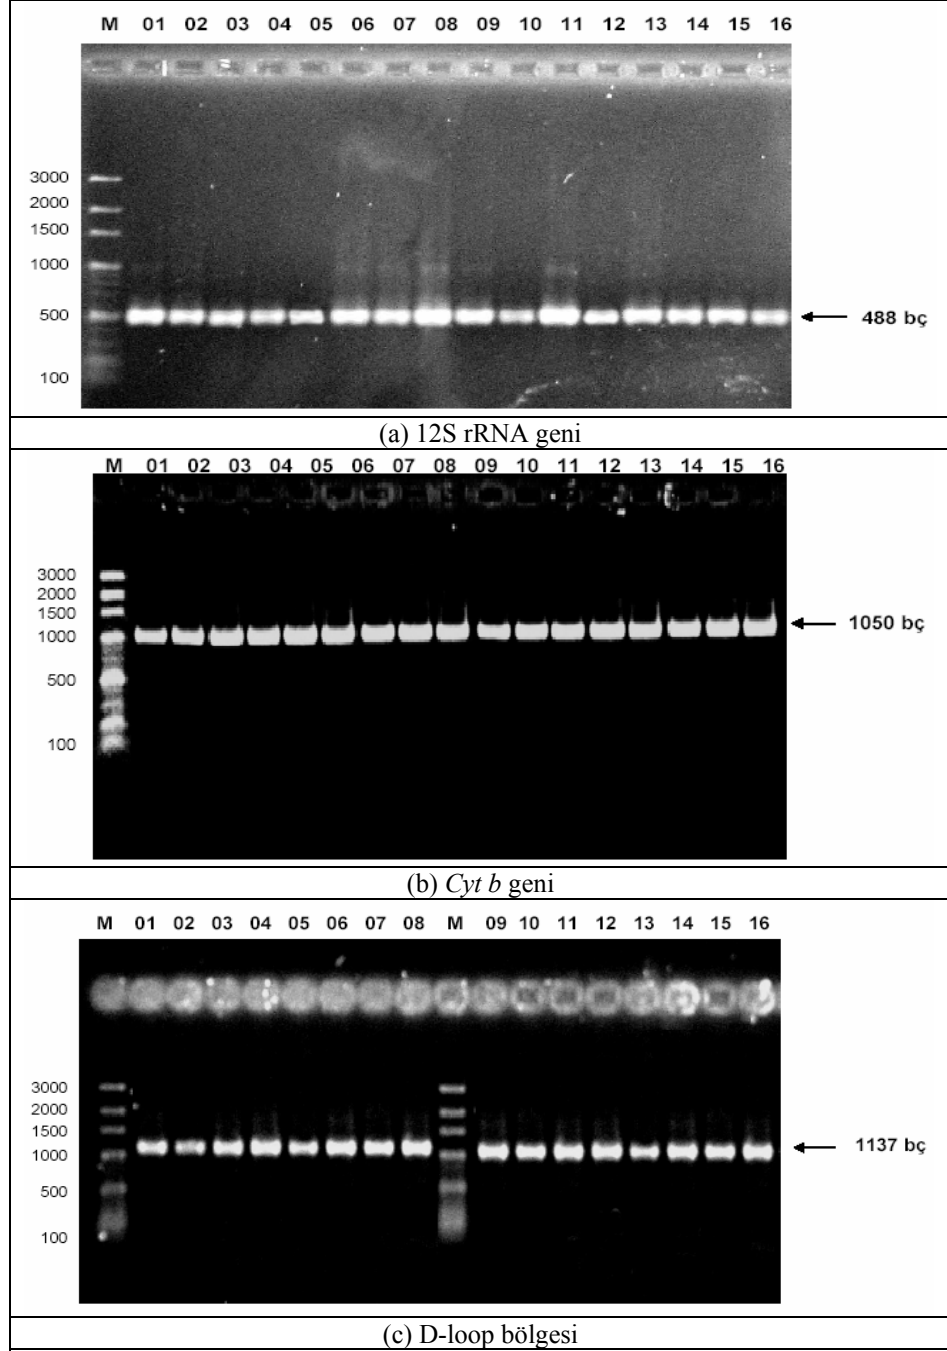 M 01 02 03 04 05 06 07 08 09 10 11 12 13 14 15 16
3000
2000
1500
1000
500
488 bç
100
(a) 12S rRNA geni
M 01 02 03 04 05 06 07 08 09 10 11 12 13 14 15 16
3000
2000
1500
1050 bç
1000
500
100
(b) Cyt b geni
M 01 02 03 04 05 06 07 08 M 09 10 11 12 13 14 15 16
3000
2000
1500
1137 bç
1000
500
100
(c) D-loop bölgesi